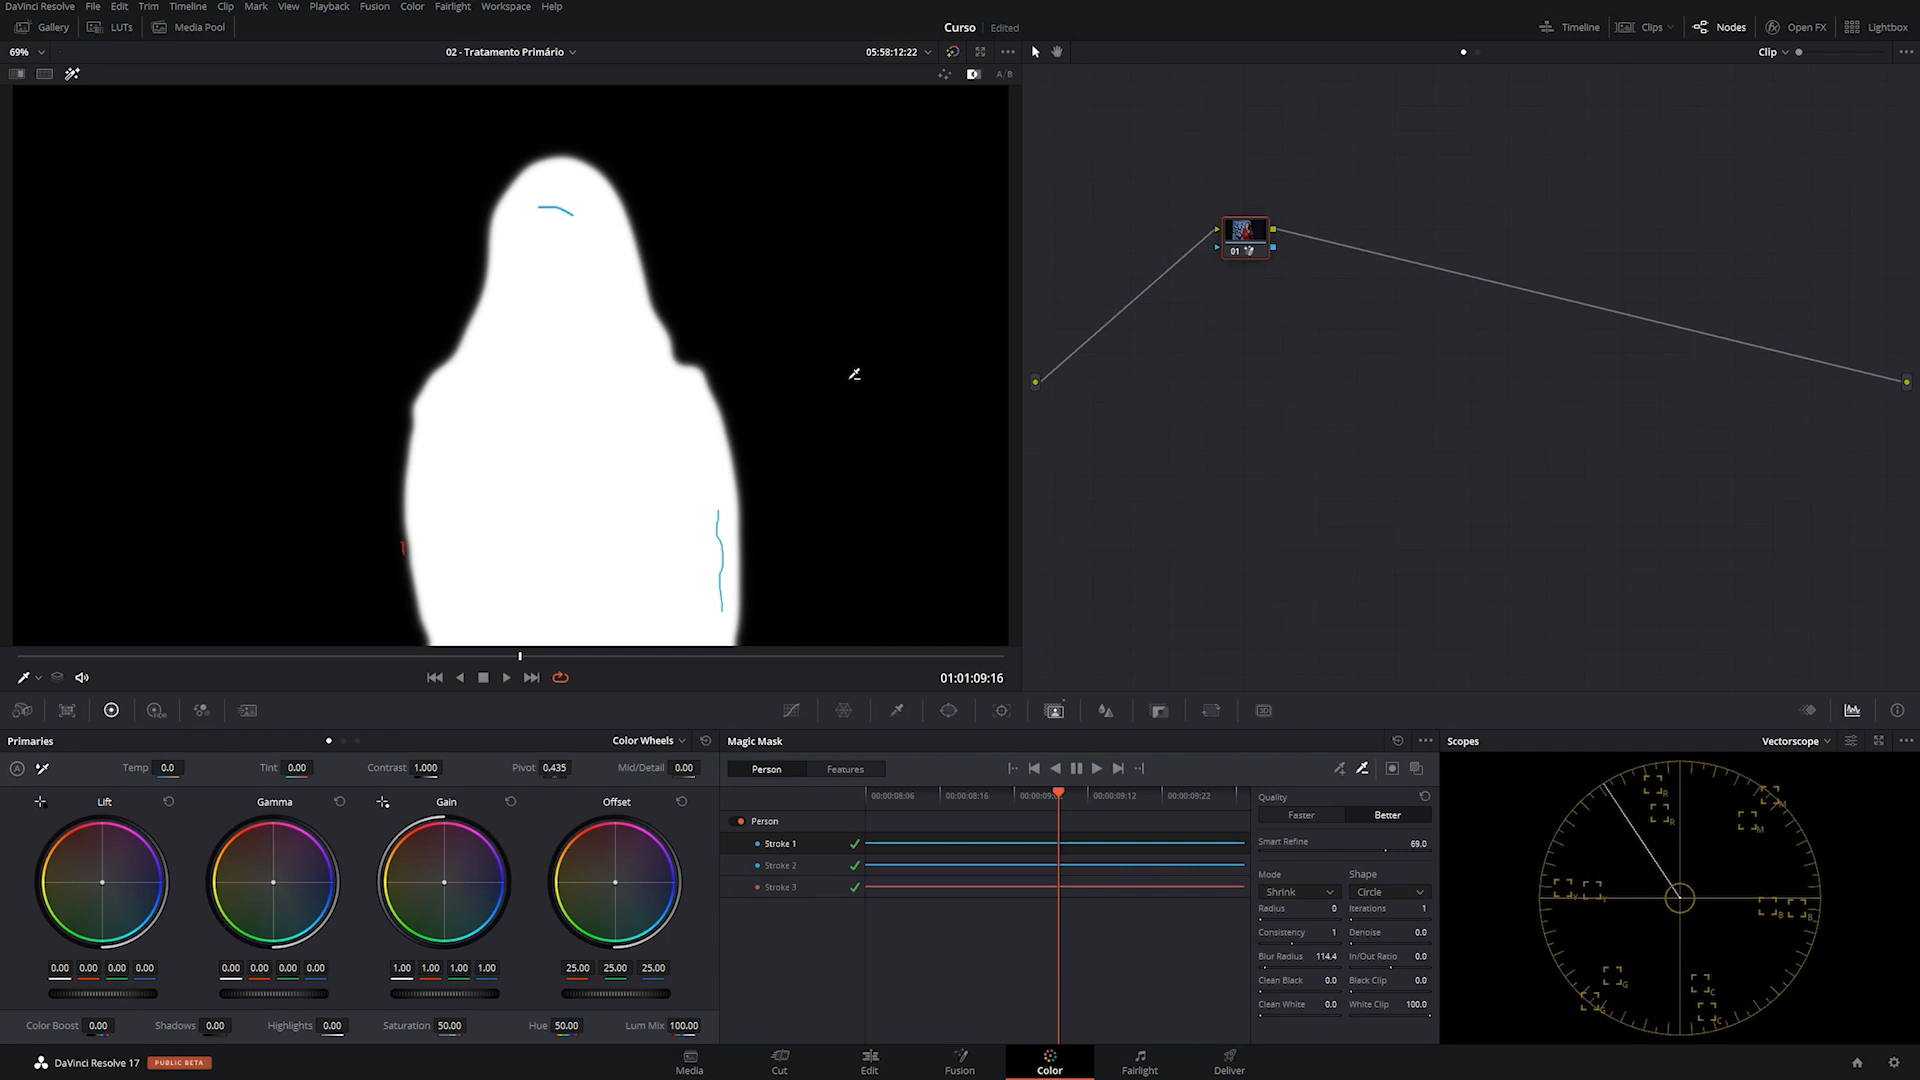 DaVinci Resolve File Edit Trim Timeline Clip Mark View Playback Fusion Color Fairlight Workspace Help
Gallery LUTs Media Pool Curso Edited Timeline Clips Nodes Open FX Lightbox
69% 02 - Tratamento Primário 05:58:12:22 Clip
A/B
01
01:01:09:16
Primaries Color Wheels Magic Mask Scopes Vectorscope
A Temp 0.0 Tint 0.00 Contrast 1.000 Pivot 0.435 Mid/Detail 0.00 Person Features
Lift Gamma Gain Offset
00:00:08:06 00:00:08:16 00:00:09:12 00:00:09:22
Quality
Faster Better
Person
Stroke 1
Stroke 2
Stroke 3
Smart Refine 69.0
Mode Shape
Shrink Circle
Radius 0 Iterations 1
Consistency 1 Denoise 0.0
Blur Radius 114.4 In/Out Ratio 0.0
Clean Black 0.0 Black Clip 0.0
Clean White 0.0 White Clip 100.0
R M
R M
Y Y B B
G C
G C
0.00 0.00 0.00 0.00 0.00 0.00 0.00 0.00 1.00 1.00 1.00 1.00 25.00 25.00 25.00
Color Boost 0.00 Shadows 0.00 Highlights 0.00 Saturation 50.00 Hue 50.00 Lum Mix 100.00
DaVinci Resolve 17 PUBLIC BETA Media Cut Edit Fusion Color Fairlight Deliver